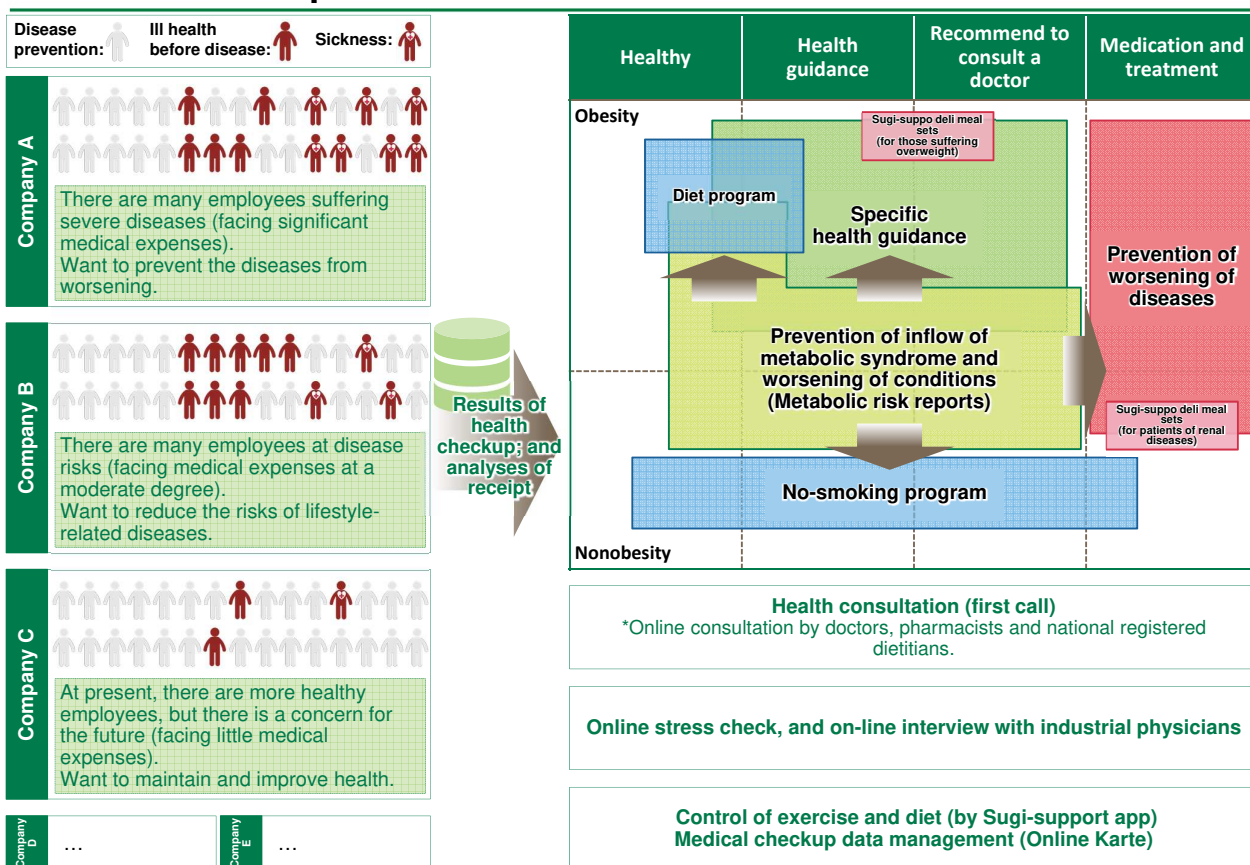 Disease
prevention:
Ill health
before disease:
Sickness:
Company A
There are many employees suffering
severe diseases (facing significant
medical expenses).
Want to prevent the diseases from
worsening.
Company B
There are many employees at disease
risks (facing medical expenses at a
moderate degree).
Want to reduce the risks of lifestyle-
related diseases.
Company C
At present, there are more healthy
employees, but there is a concern for
the future (facing little medical
expenses).
Want to maintain and improve health.
Company
D
...
Company
E
...
Results of
health
checkup; and
analyses of
receipt
Healthy
Health
guidance
Recommend to
consult a
doctor
Medication and
treatment
Obesity
Sugi-suppo deli meal
sets
(for those suffering
overweight)
Diet program
Specific
health guidance
Prevention of
worsening of
diseases
Prevention of inflow of
metabolic syndrome and
worsening of conditions
(Metabolic risk reports)
Sugi-suppo deli meal
sets
(for patients of renal
diseases)
No-smoking program
Nonobesity
Health consultation (first call)
*Online consultation by doctors, pharmacists and national registered
dietitians.
Online stress check, and on-line interview with industrial physicians
Control of exercise and diet (by Sugi-support app)
Medical checkup data management (Online Karte)